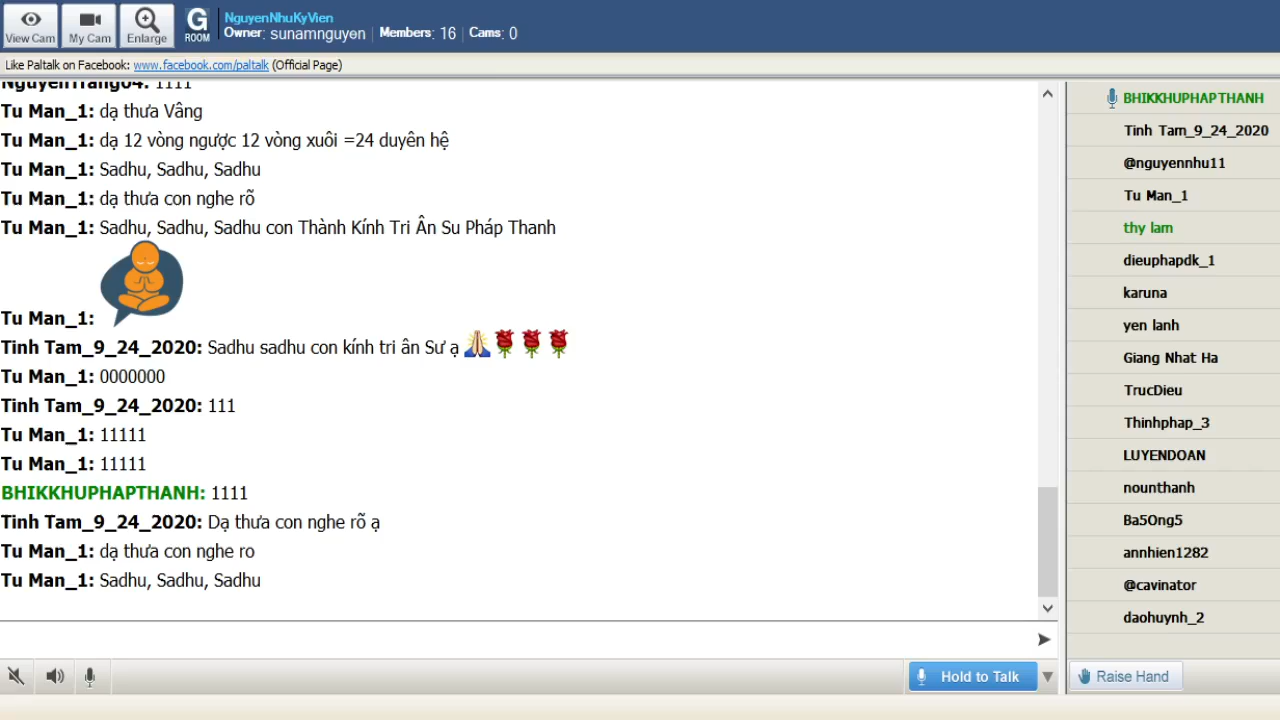 View Cam
My Cam
Enlarge
G
ROOM
NguyenNhuKyVien
Owner: sunamnguyen | Members: 16 | Cams: 0
Like Paltalk on Facebook: www.facebook.com/paltalk (Official Page)
NguyenTrang64: 1111
Tu Man_1: dạ thưa Vâng
Tu Man_1: dạ 12 vòng ngược 12 vòng xuôi =24 duyên hệ
Tu Man_1: Sadhu, Sadhu, Sadhu
Tu Man_1: dạ thưa con nghe rõ
Tu Man_1: Sadhu, Sadhu, Sadhu con Thành Kính Tri Ân Su Pháp Thanh
Tu Man_1:
Tinh Tam_9_24_2020: Sadhu sadhu con kính tri ân Sư ạ 🙏🌹🌹🌹
Tu Man_1: 0000000
Tinh Tam_9_24_2020: 111
Tu Man_1: 11111
Tu Man_1: 11111
BHIKKHUPHAPTHANH: 1111
Tinh Tam_9_24_2020: Dạ thưa con nghe rõ ạ
Tu Man_1: dạ thưa con nghe ro
Tu Man_1: Sadhu, Sadhu, Sadhu
Hold to Talk
BHIKKHUPHAPTHANH
Tinh Tam_9_24_2020
@nguyennhu11
Tu Man_1
thy lam
dieuphapdk_1
karuna
yen lanh
Giang Nhat Ha
TrucDieu
Thinhphap_3
LUYENDOAN
nounthanh
Ba5Ong5
annhien1282
@cavinator
daohuynh_2
Raise Hand